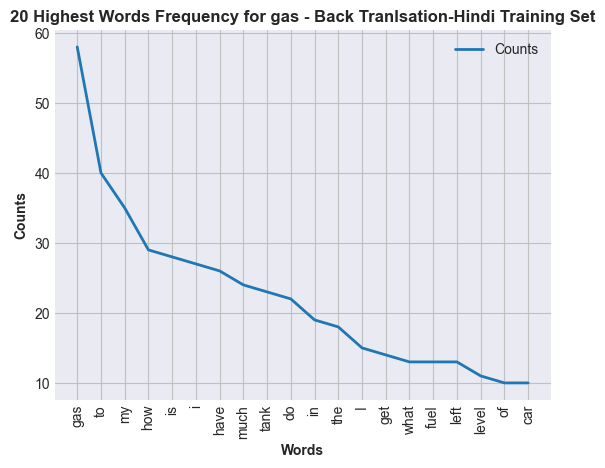 20 Highest Words Frequency for gas - Back Tranlsation-Hindi Training Set
Counts
60
50
40
30
20
10
Counts
gas
to
my
how
is
i
have
much
tank
do
in
the
I
get
what
fuel
left
level
of
car
Words